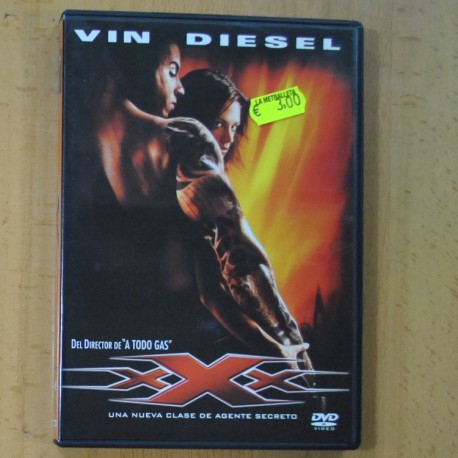 VIN DIESEL
LA METRALLETA
€ 3,00
DEL DIRECTOR DE "A TODO GAS"
xXx
UNA NUEVA CLASE DE AGENTE SECRETO
DVD
VIDEO